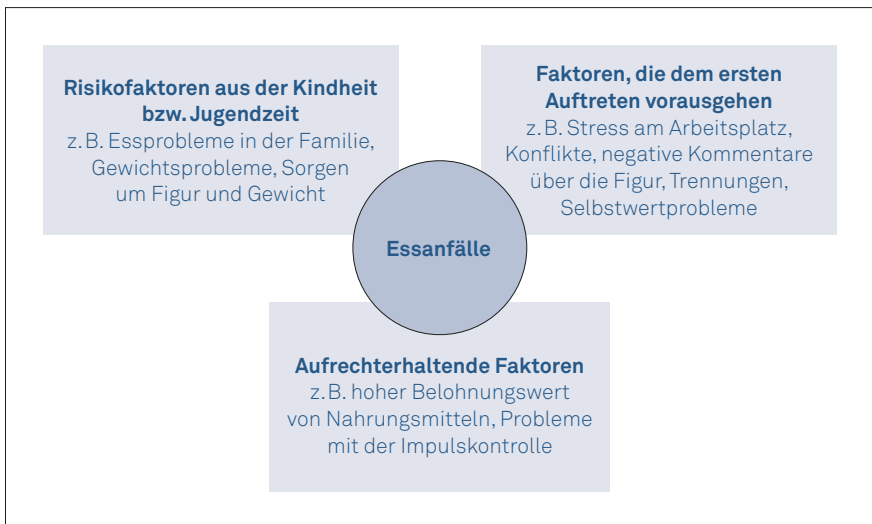 Risikofaktoren aus der Kindheit
bzw. Jugendzeit
z. B. Essprobleme in der Familie,
Gewichtsprobleme, Sorgen
um Figur und Gewicht
Faktoren, die dem ersten
Auftreten vorausgehen
z. B. Stress am Arbeitsplatz,
Konflikte, negative Kommentare
über die Figur, Trennungen,
Selbstwertprobleme
Essanfälle
Aufrechterhaltende Faktoren
z. B. hoher Belohnungswert
von Nahrungsmitteln, Probleme
mit der Impulskontrolle